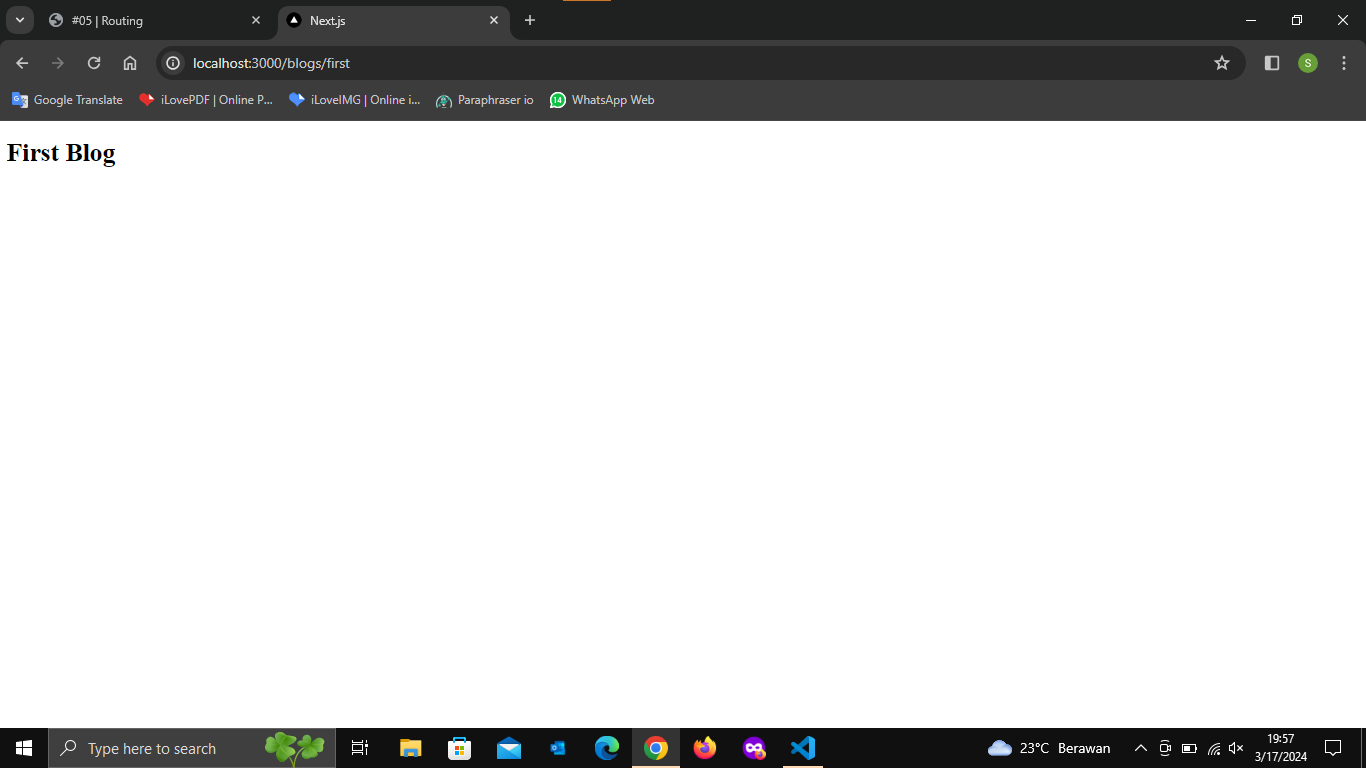 #05 | Routing
Next.js
localhost:3000/blogs/first
S
Google Translate
iLovePDF | Online P...
iLoveIMG | Online i...
Paraphraser io
14
WhatsApp Web
First Blog
Type here to search
23°C Berawan
19:57
3/17/2024